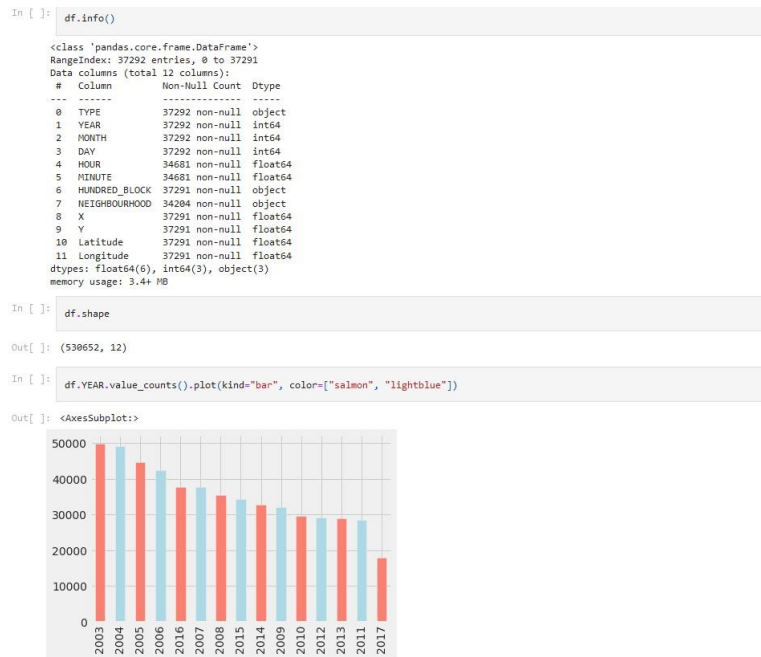 In [ ]: df.info()
<class 'pandas.core.frame.DataFrame'>
RangeIndex: 37292 entries, 0 to 37291
Data columns (total 12 columns):
# Column Non-Null Count Dtype
--- ------ -------------- -----
0 TYPE 37292 non-null object
1 YEAR 37292 non-null int64
2 MONTH 37292 non-null int64
3 DAY 37292 non-null int64
4 HOUR 34681 non-null float64
5 MINUTE 34681 non-null float64
6 HUNDRED_BLOCK 37291 non-null object
7 NEIGHBOURHOOD 34204 non-null object
8 X 37291 non-null float64
9 Y 37291 non-null float64
10 Latitude 37291 non-null float64
11 Longitude 37291 non-null float64
dtypes: float64(6), int64(3), object(3)
memory usage: 3.4+ MB
In [ ]: df.shape
Out[ ]: (530652, 12)
In [ ]: df.YEAR.value_counts().plot(kind="bar", color=["salmon", "lightblue"])
Out[ ]: <AxesSubplot:>
50000
40000
30000
20000
10000
0
2003 2004 2005 2006 2016 2007 2008 2015 2014 2009 2010 2012 2013 2011 2017